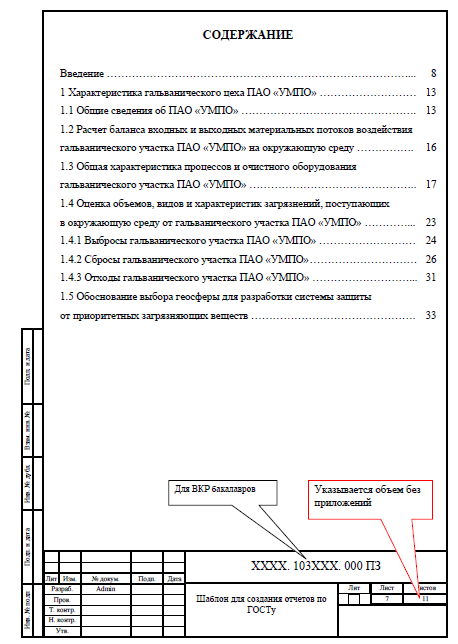 СОДЕРЖАНИЕ
Введение ………………………………………………………………... 8
1 Характеристика гальванического цеха ПАО «УМПО» …………………. 13
1.1 Общие сведения об ПАО «УМПО» ……………………………………. 13
1.2 Расчет баланса входных и выходных материальных потоков воздействия
гальванического участка ПАО «УМПО» на окружающую среду ……………. 16
1.3 Общая характеристика процессов и очистного оборудования
гальванического участка ПАО «УМПО» ………………………………….. 17
1.4 Оценка объемов, видов и характеристик загрязнений, поступающих
в окружающую среду от гальванического участка ПАО «УМПО» …………... 23
1.4.1 Выбросы гальванического участка ПАО «УМПО» …………………… 24
1.4.2 Сбросы гальванического участка ПАО «УМПО»……………………... 26
1.4.3 Отходы гальванического участка ПАО «УМПО» ……………………... 31
1.5 Обоснование выбора геосферы для разработки системы защиты
от приоритетных загрязняющих веществ …………………………………. 33
Подп. и дата
Взам. инв. №
Инв. № дубл.
Подп. и дата
Инв. № подл
Для ВКР бакалавров
Указывается объем без
приложений
XXXX. 103XXX. 000 ПЗ
Лит Изм. № докум. Подп. Дата
Разраб. Admin
Пров.
Т. контр.
Н. контр.
Утв.
Шаблон для создания отчетов по
ГОСТу
Лит Лист Листов
7 11